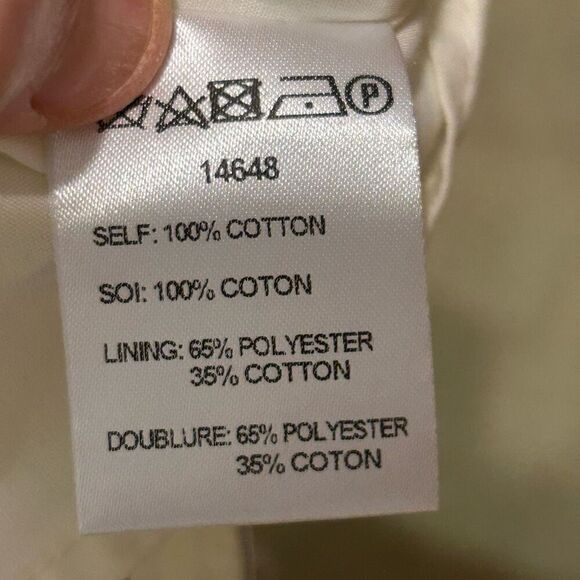 P
14648
SELF: 100% COTTON
SOI: 100% COTON
LINING: 65% POLYESTER
35% COTTON
DOUBLURE: 65% POLYESTER
35% COTON